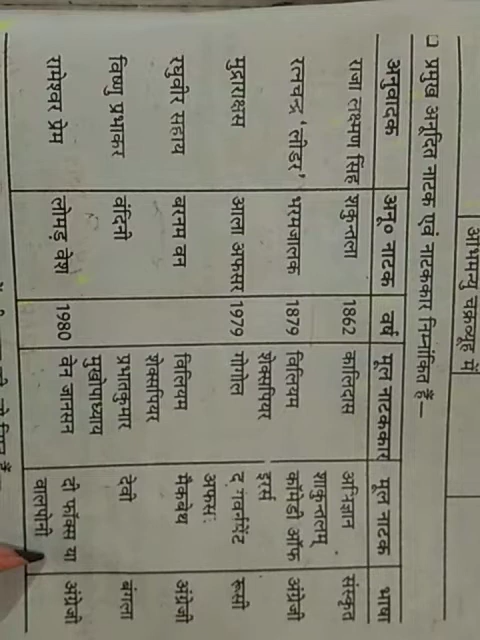 अभिमन्यु चक्रव्यूह में
❑ प्रमुख अनूदित नाटक एवं नाटककार निम्नांकित हैं—
अनुवादक अनू० नाटक वर्ष मूल नाटककार मूल नाटक भाषा
राजा लक्ष्मण सिंह शकुन्तला 1862 कालिदास अभिज्ञान संस्कृत
शाकुन्तलम्
रत्नचन्द्र 'लीडर' भरमजालक 1879 विलियम कॉमेडी ऑफ अंग्रेजी
शेक्सपियर इरर्स
मुद्राराक्षस आला अफसर 1979 गोगोल द गवर्नमेंट रूसी
अफसर
रघुवीर सहाय बरनम वन विलियम मैकबेथ अंग्रेजी
शेक्सपियर
विष्णु प्रभाकर वंदिनी प्रभातकुमार देवी बंगला
मुखोपध्याय
रामेश्वर प्रेम लोमड़ वेश 1980 वेन जानसन दी फॉक्स या अंग्रेजी
वालपोनी